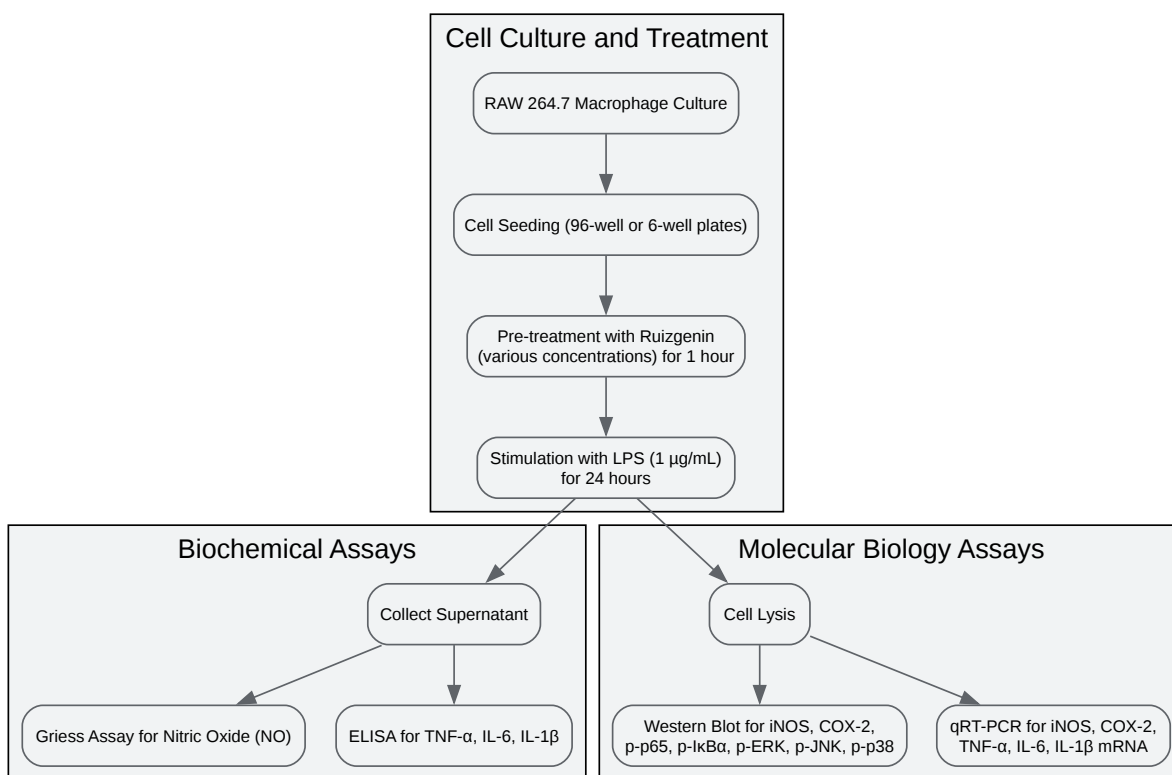 Cell Culture and Treatment
RAW 264.7 Macrophage Culture
Cell Seeding (96-well or 6-well plates)
Pre-treatment with Ruizgenin
(various concentrations) for 1 hour
Stimulation with LPS (1 µg/mL)
for 24 hours
Biochemical Assays
Collect Supernatant
Griess Assay for Nitric Oxide (NO)
ELISA for TNF-α, IL-6, IL-1β
Molecular Biology Assays
Cell Lysis
Western Blot for iNOS, COX-2,
p-p65, p-IκBα, p-ERK, p-JNK, p-p38
qRT-PCR for iNOS, COX-2,
TNF-α, IL-6, IL-1β mRNA